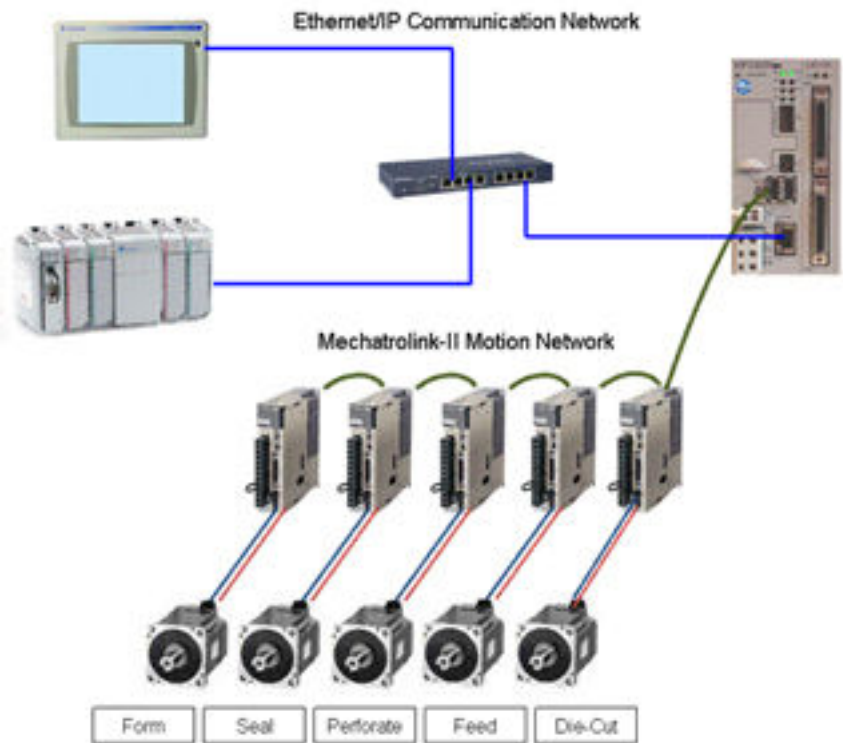 Ethernet/IP Communication Network
Mechatrolink-II Motion Network
Form
Seal
Perforate
Feed
Die-Cut